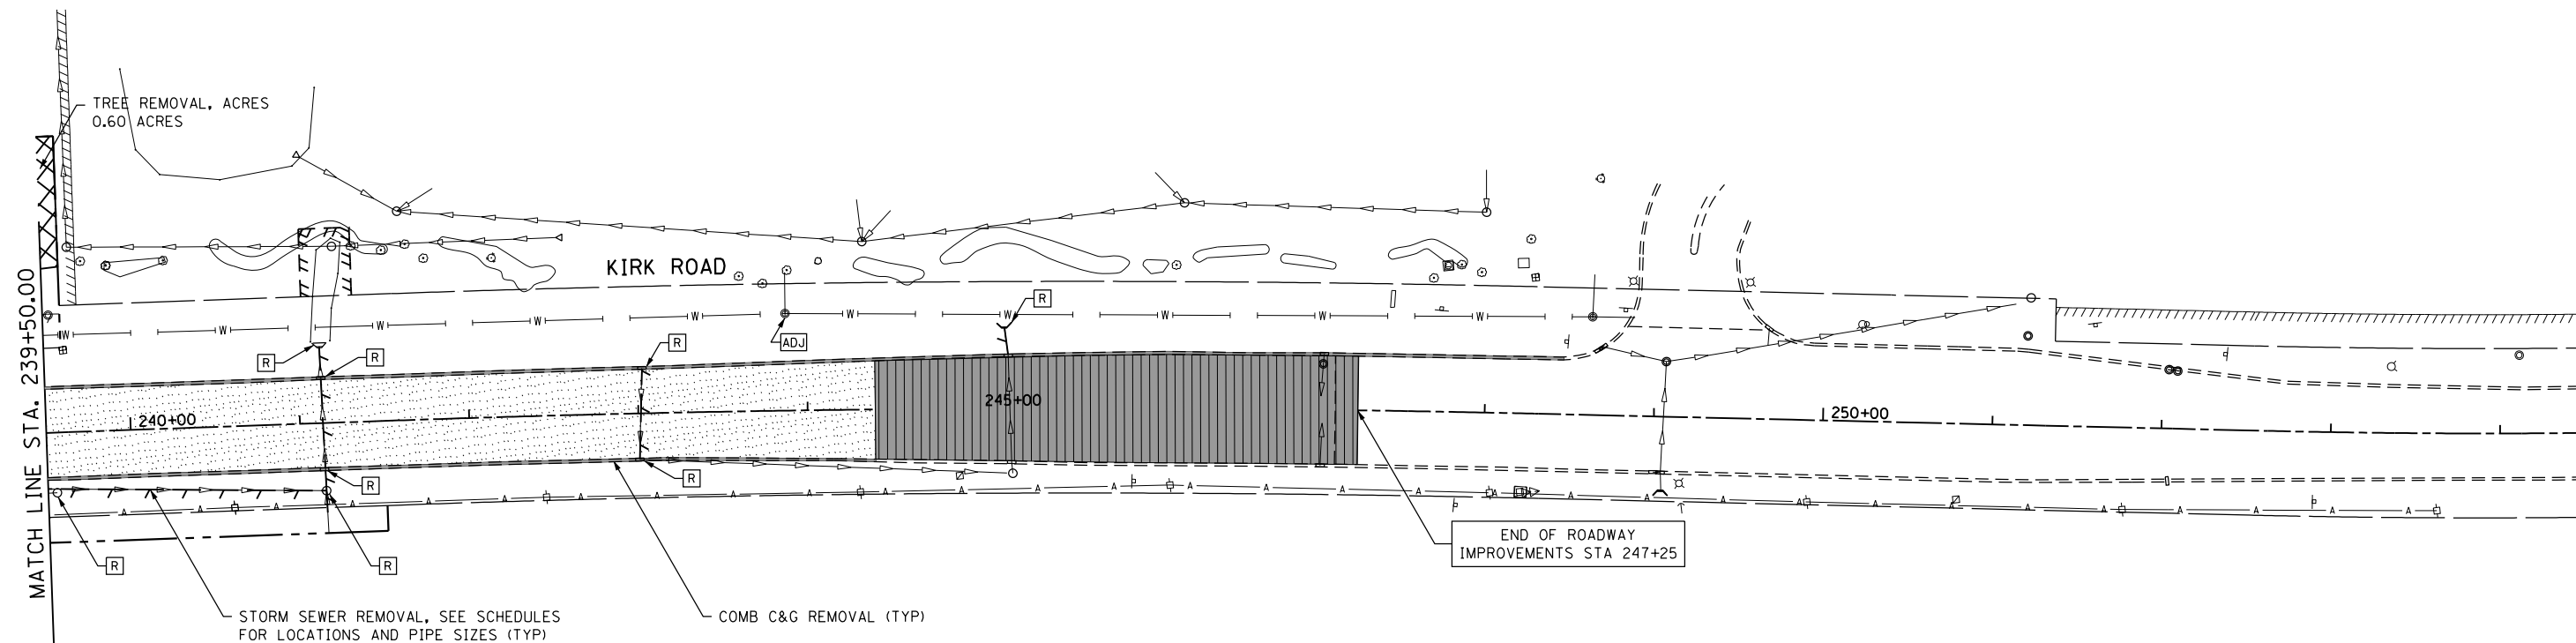 TREE REMOVAL, ACRES
0.60 ACRES
KIRK ROAD
MATCH LINE STA. 239+50.00
W W W W W W W W W W
R
R
R
R
ADJ
240+00
245+00
250+00
R
R
A A A A A A A A A A A A A A A A A A A A A A A A A A A A A A
END OF ROADWAY
IMPROVEMENTS STA 247+25
R
R
STORM SEWER REMOVAL, SEE SCHEDULES
FOR LOCATIONS AND PIPE SIZES (TYP)
COMB C&G REMOVAL (TYP)